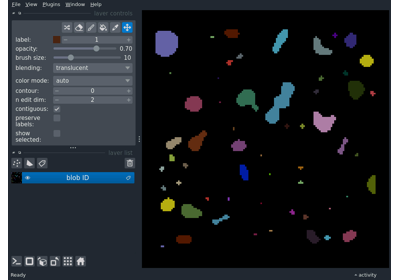 File View Plugins Window Help
layer controls
label: 1
opacity: 0.70
brush size: 10
blending: translucent
color mode: auto
contour: 0
n edit dim: 2
contiguous:
preserve
labels:
show
selected:
layer list
blob ID
Ready
activity